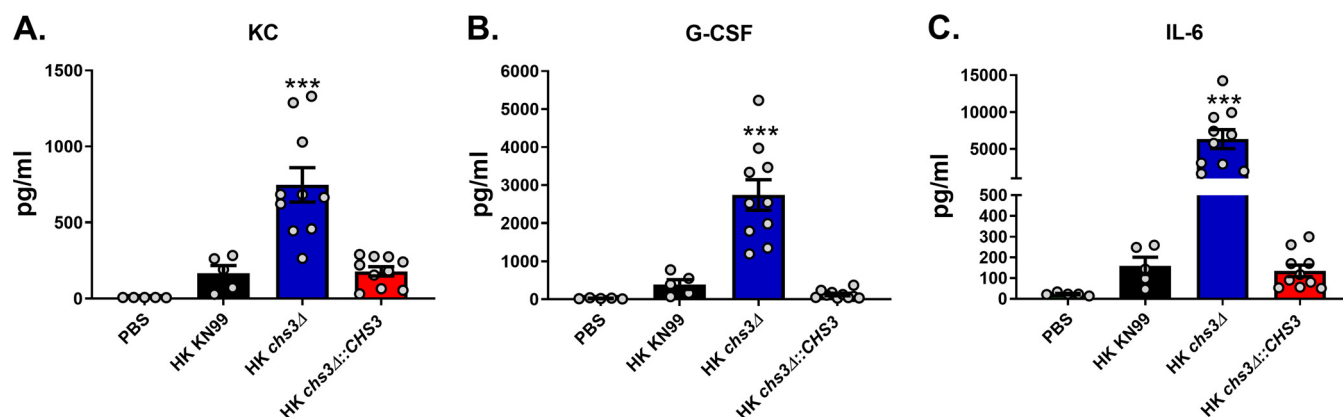 A.
KC
pg/ml
1500
1000
500
0
***
PBS
HK KN99
HK chs3Δ
HK chs3Δ::CHS3
B.
G-CSF
pg/ml
6000
5000
4000
3000
2000
1000
0
***
PBS
HK KN99
HK chs3Δ
HK chs3Δ::CHS3
C.
IL-6
pg/ml
15000
10000
5000
500
400
300
200
100
0
***
PBS
HK KN99
HK chs3Δ
HK chs3Δ::CHS3